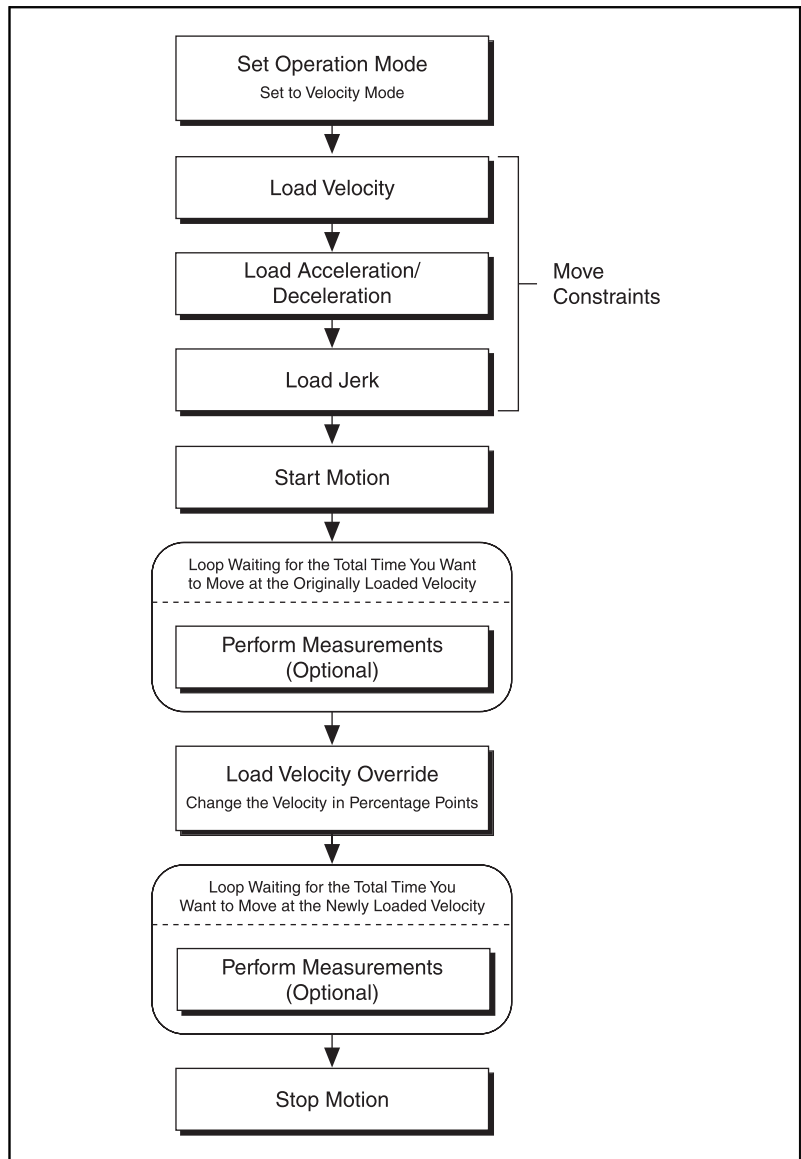 Set Operation Mode
Set to Velocity Mode
Load Velocity
Load Acceleration/
Deceleration
Move
Constraints
Load Jerk
Start Motion
Loop Waiting for the Total Time You Want
to Move at the Originally Loaded Velocity
Perform Measurements
(Optional)
Load Velocity Override
Change the Velocity in Percentage Points
Loop Waiting for the Total Time You
Want to Move at the Newly Loaded Velocity
Perform Measurements
(Optional)
Stop Motion